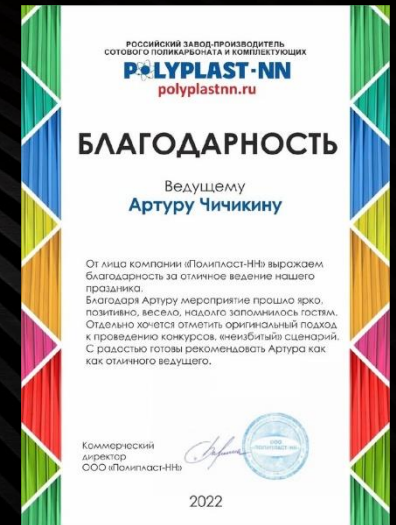 РОССИЙСКИЙ ЗАВОД-ПРОИЗВОДИТЕЛЬ
СОТОВОГО ПОЛИКАРБОНАТА И КОМПЛЕКТУЮЩИХ
POLYPLAST-NN
polyplastnn.ru
БЛАГОДАРНОСТЬ
Ведущему
Артуру Чичикину
От лица компании «Полипласт-НН» выражаем
благодарность за отличное ведение нашего
праздника.
Благодаря Артуру мероприятие прошло ярко,
позитивно, весело, надолго запомнилось гостям.
Отдельно хочется отметить оригинальный подход
к проведению конкурсов, «неизбитый» сценарий.
С радостью готовы рекомендовать Артура как
как отличного ведущего.
Коммерческий
директор
ООО «Полипласт-НН»
ООО
«ПОЛИПЛАСТ-НН»
2022